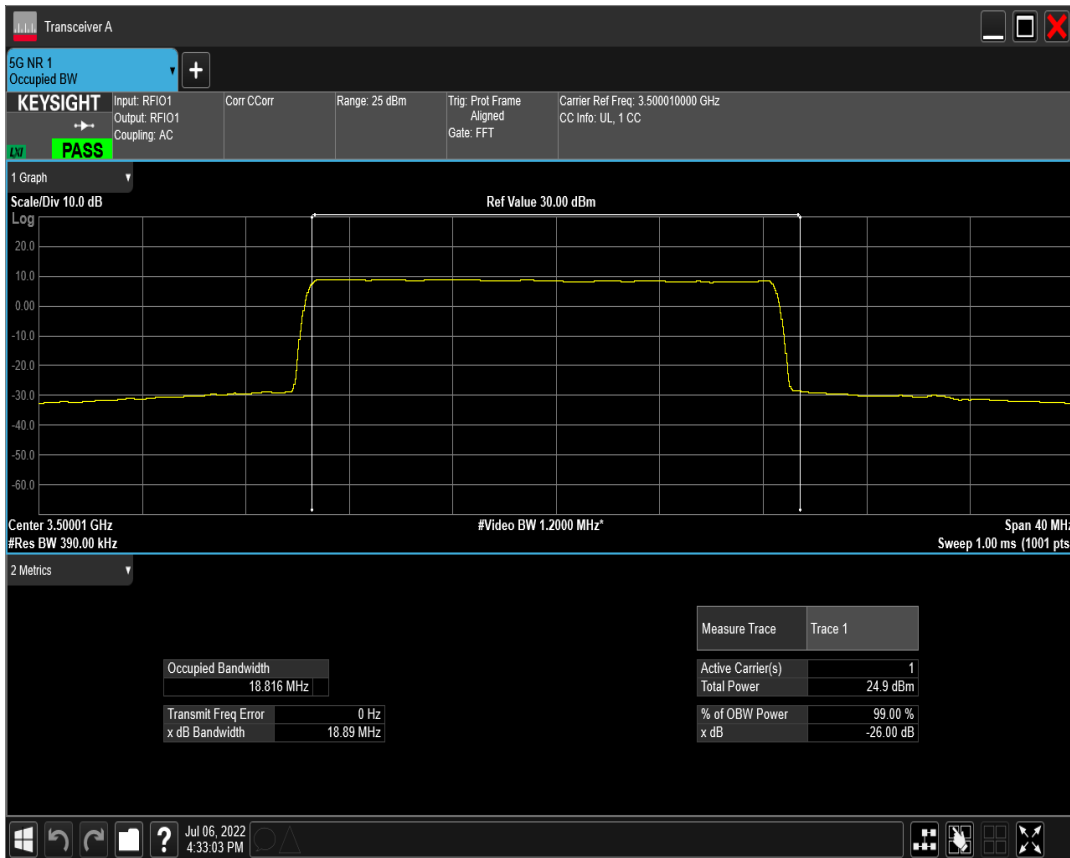 Transceiver A
5G NR 1
Occupied BW
KEYSIGHT
Input: RFIO1
Output: RFIO1
Coupling: AC
Corr CCorr
Range: 25 dBm
Trig: Prot Frame
Aligned
Gate: FFT
Carrier Ref Freq: 3.500010000 GHz
CC Info: UL, 1 CC
LXI
PASS
1 Graph
Scale/Div 10.0 dB
Ref Value 30.00 dBm
Log
20.0
10.0
0.00
-10.0
-20.0
-30.0
-40.0
-50.0
-60.0
Center 3.50001 GHz
#Video BW 1.2000 MHz*
Span 40 MHz
#Res BW 390.00 kHz
Sweep 1.00 ms (1001 pts
2 Metrics
Measure Trace Trace 1
Occupied Bandwidth
18.816 MHz
Active Carrier(s) 1
Total Power 24.9 dBm
Transmit Freq Error 0 Hz
x dB Bandwidth 18.89 MHz
% of OBW Power 99.00 %
x dB -26.00 dB
?
Jul 06, 2022
4:33:03 PM